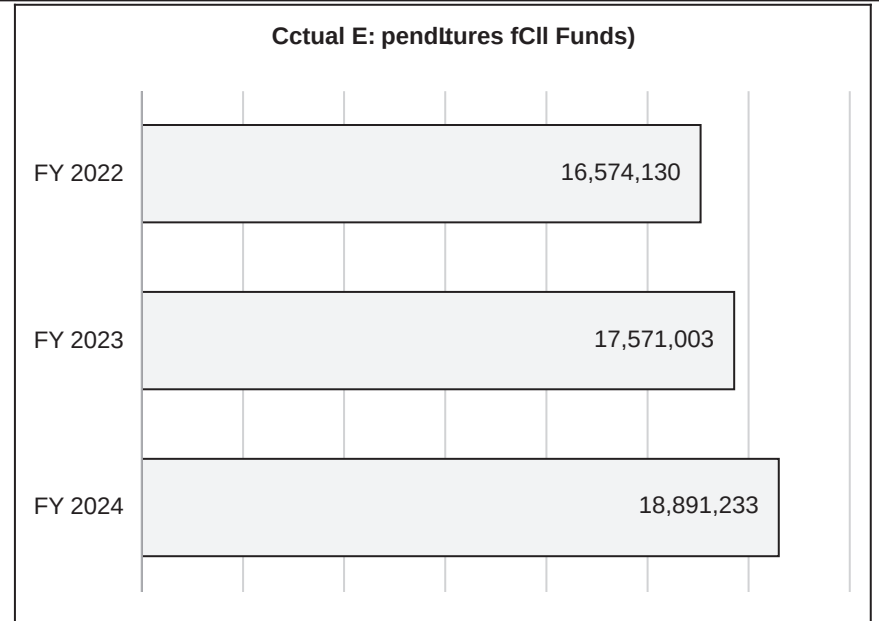 Cctual E: pendLtures fCll Funds)
FY 2022
16,574,130
FY 2023
17,571,003
FY 2024
18,891,233